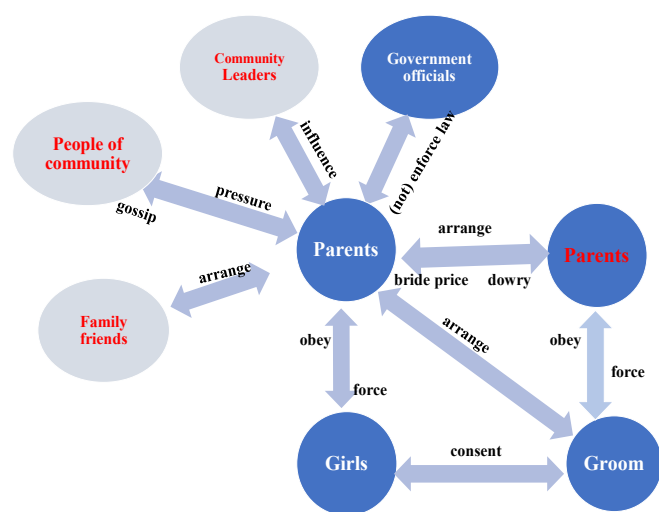 Community
Leaders
Government
officials
People of
community
influence
(not) enforce law
pressure
gossip
Parents
arrange
Parents
bride price
dowry
arrange
Family
friends
arrange
obey
force
obey
force
Girls
consent
Groom